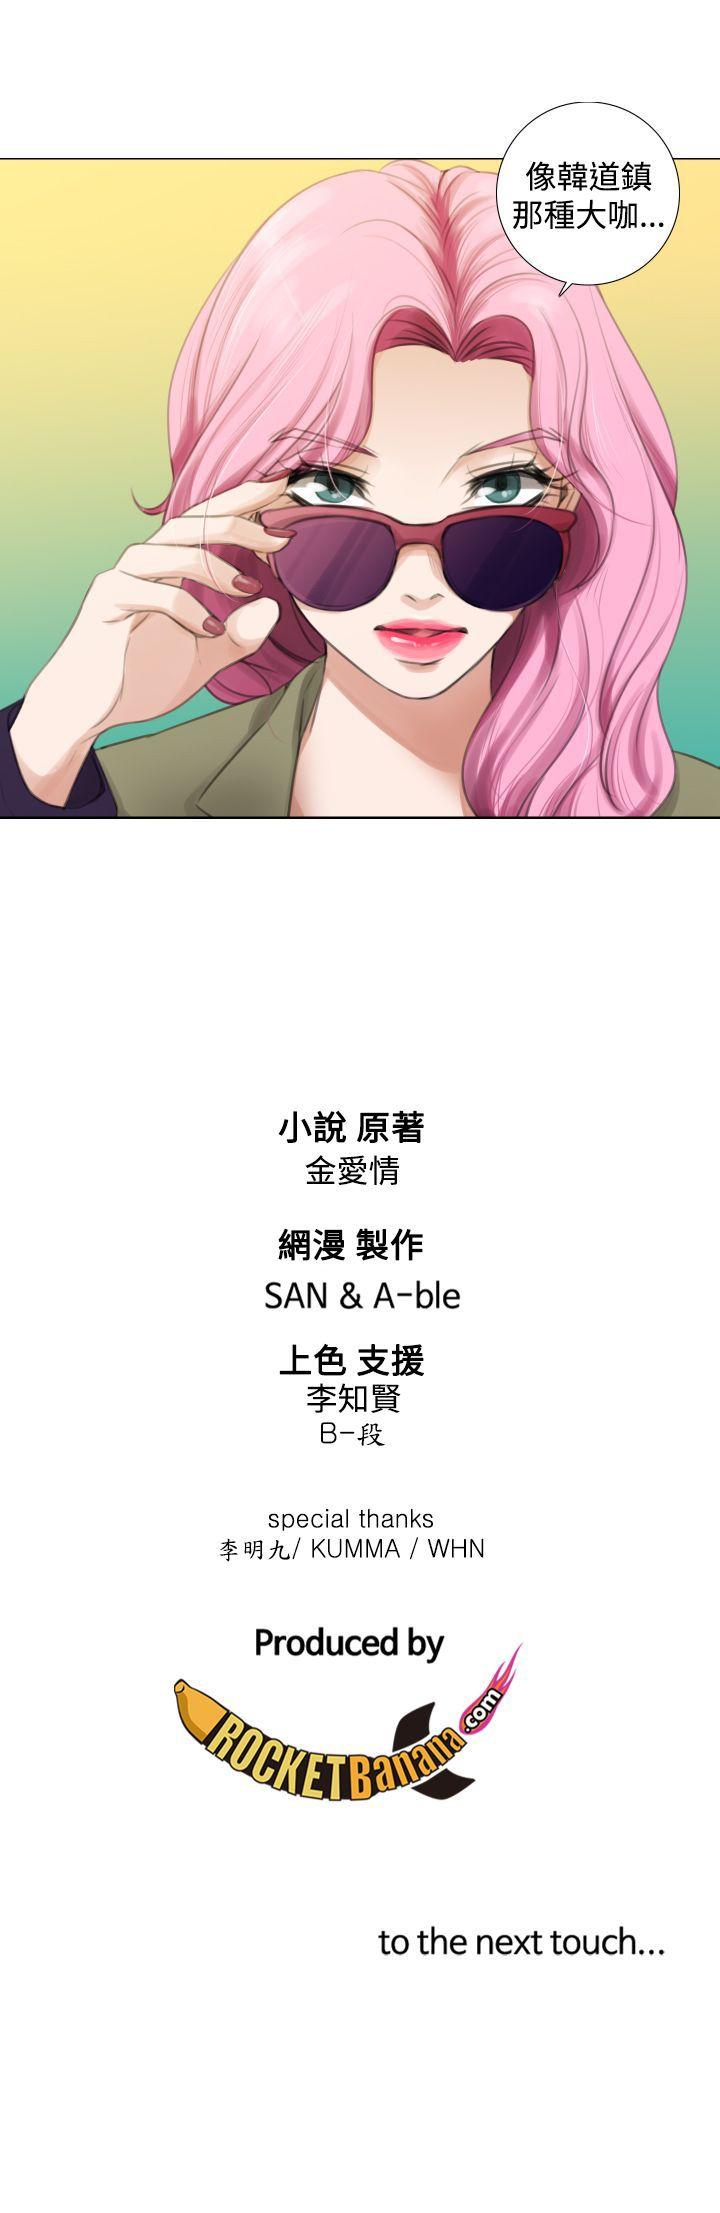 像韓道鎮
那種大咖...
小說 原著
金愛情
網漫 製作
SAN & A-ble
上色 支援
李知賢
B-段
special thanks
李明九/ KUMMA / WHN
Produced by
ROCKETBanana.com
to the next touch...